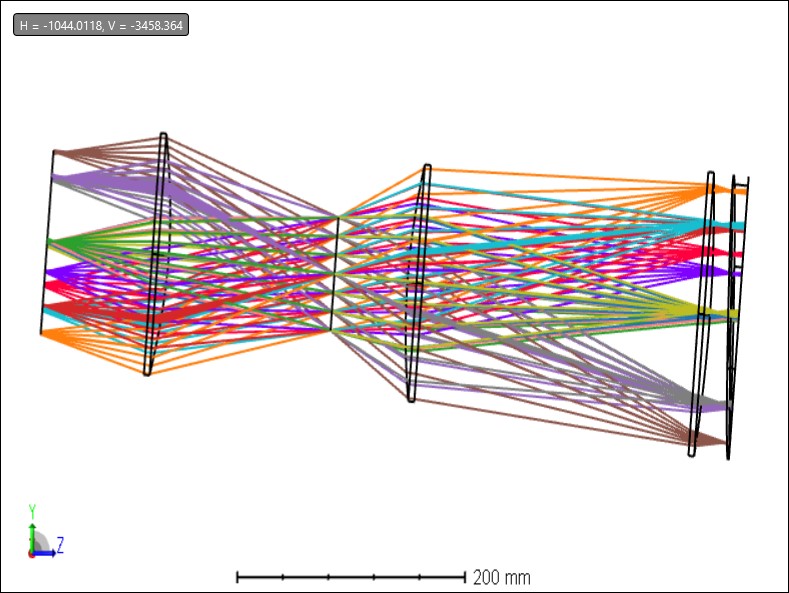 H = -1044.0118, V = -3458.364
Y
Z
200 mm